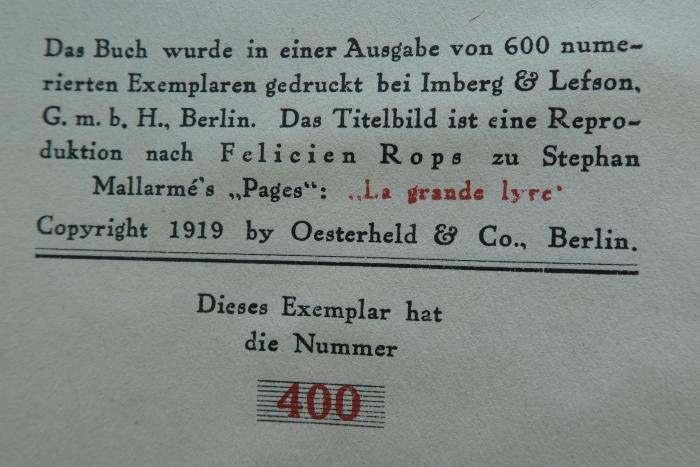 Das Buch wurde in einer Ausgabe von 600 nume-
rierten Exemplaren gedruckt bei Imberg & Lefson,
G. m. b. H., Berlin. Das Titelbild ist eine Repro-
duktion nach Felicien Rops zu Stephan
Mallarmé's „Pages“: „La grande lyre‘
Copyright 1919 by Oesterheld & Co., Berlin.
Dieses Exemplar hat
die Nummer
400